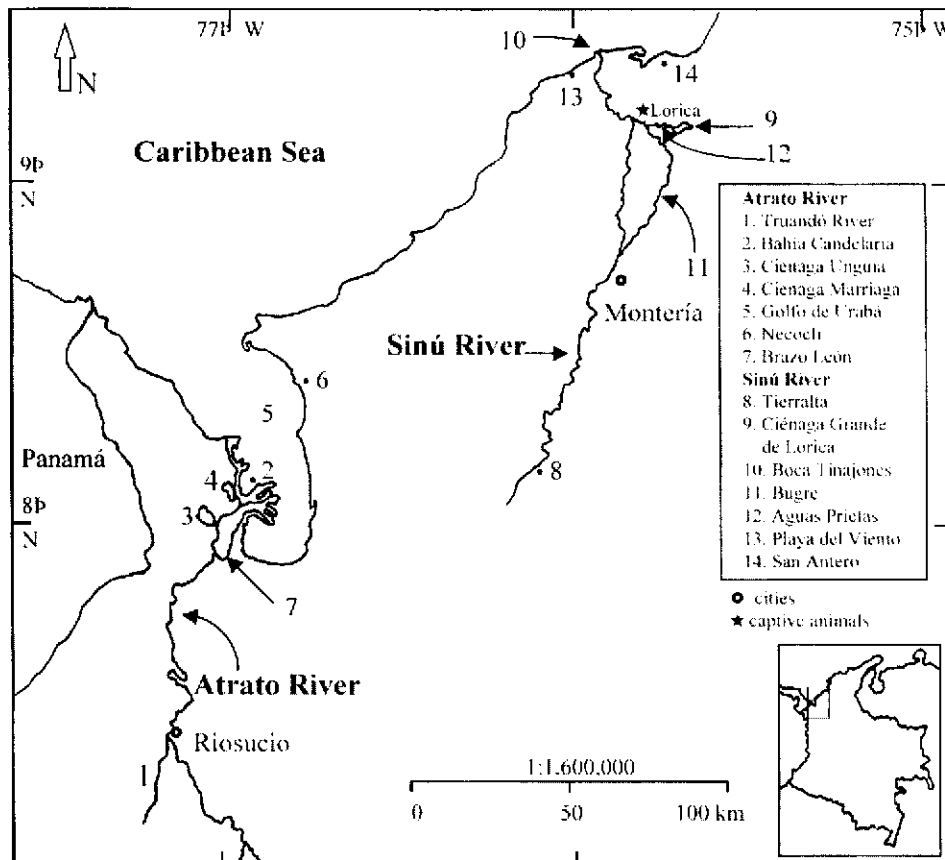 77Þ W
75Þ W
10
14
N
13
Lorica
9
Caribbean Sea
12
9Þ
N
Atrato River
1. Truandó River
2. Bahía Candelaria
3. Ciénaga Unguía
4. Ciénaga Marriaga
5. Golfo de Urabá
6. Necoclí
7. Brazo León
Sinú River
8. Tierralta
9. Ciénaga Grande
de Lorica
10. Boca Tinajones
11. Bugre
12. Aguas Prietas
13. Playa del Viento
14. San Antero
11
Montería
Sinú River
6
5
Panamá
4
2
8
3
8Þ
N
7
cities
captive animals
Atrato River
Riosucio
1
1:1,600,000
0 50 100 km